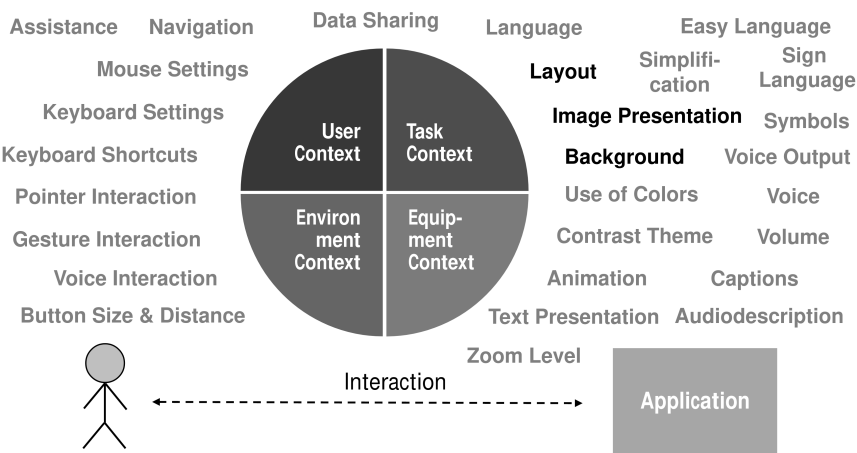 Assistance
Navigation
Data Sharing
Language
Easy Language
Mouse Settings
Layout
Simplifi-
cation
Sign
Language
Keyboard Settings
Image Presentation
Symbols
User
Context
Task
Context
Keyboard Shortcuts
Background
Voice Output
Pointer Interaction
Use of Colors
Voice
Environ
ment
Context
Equip-
ment
Context
Gesture Interaction
Contrast Theme
Volume
Voice Interaction
Animation
Captions
Button Size & Distance
Text Presentation
Audiodescription
Zoom Level
Interaction
Application